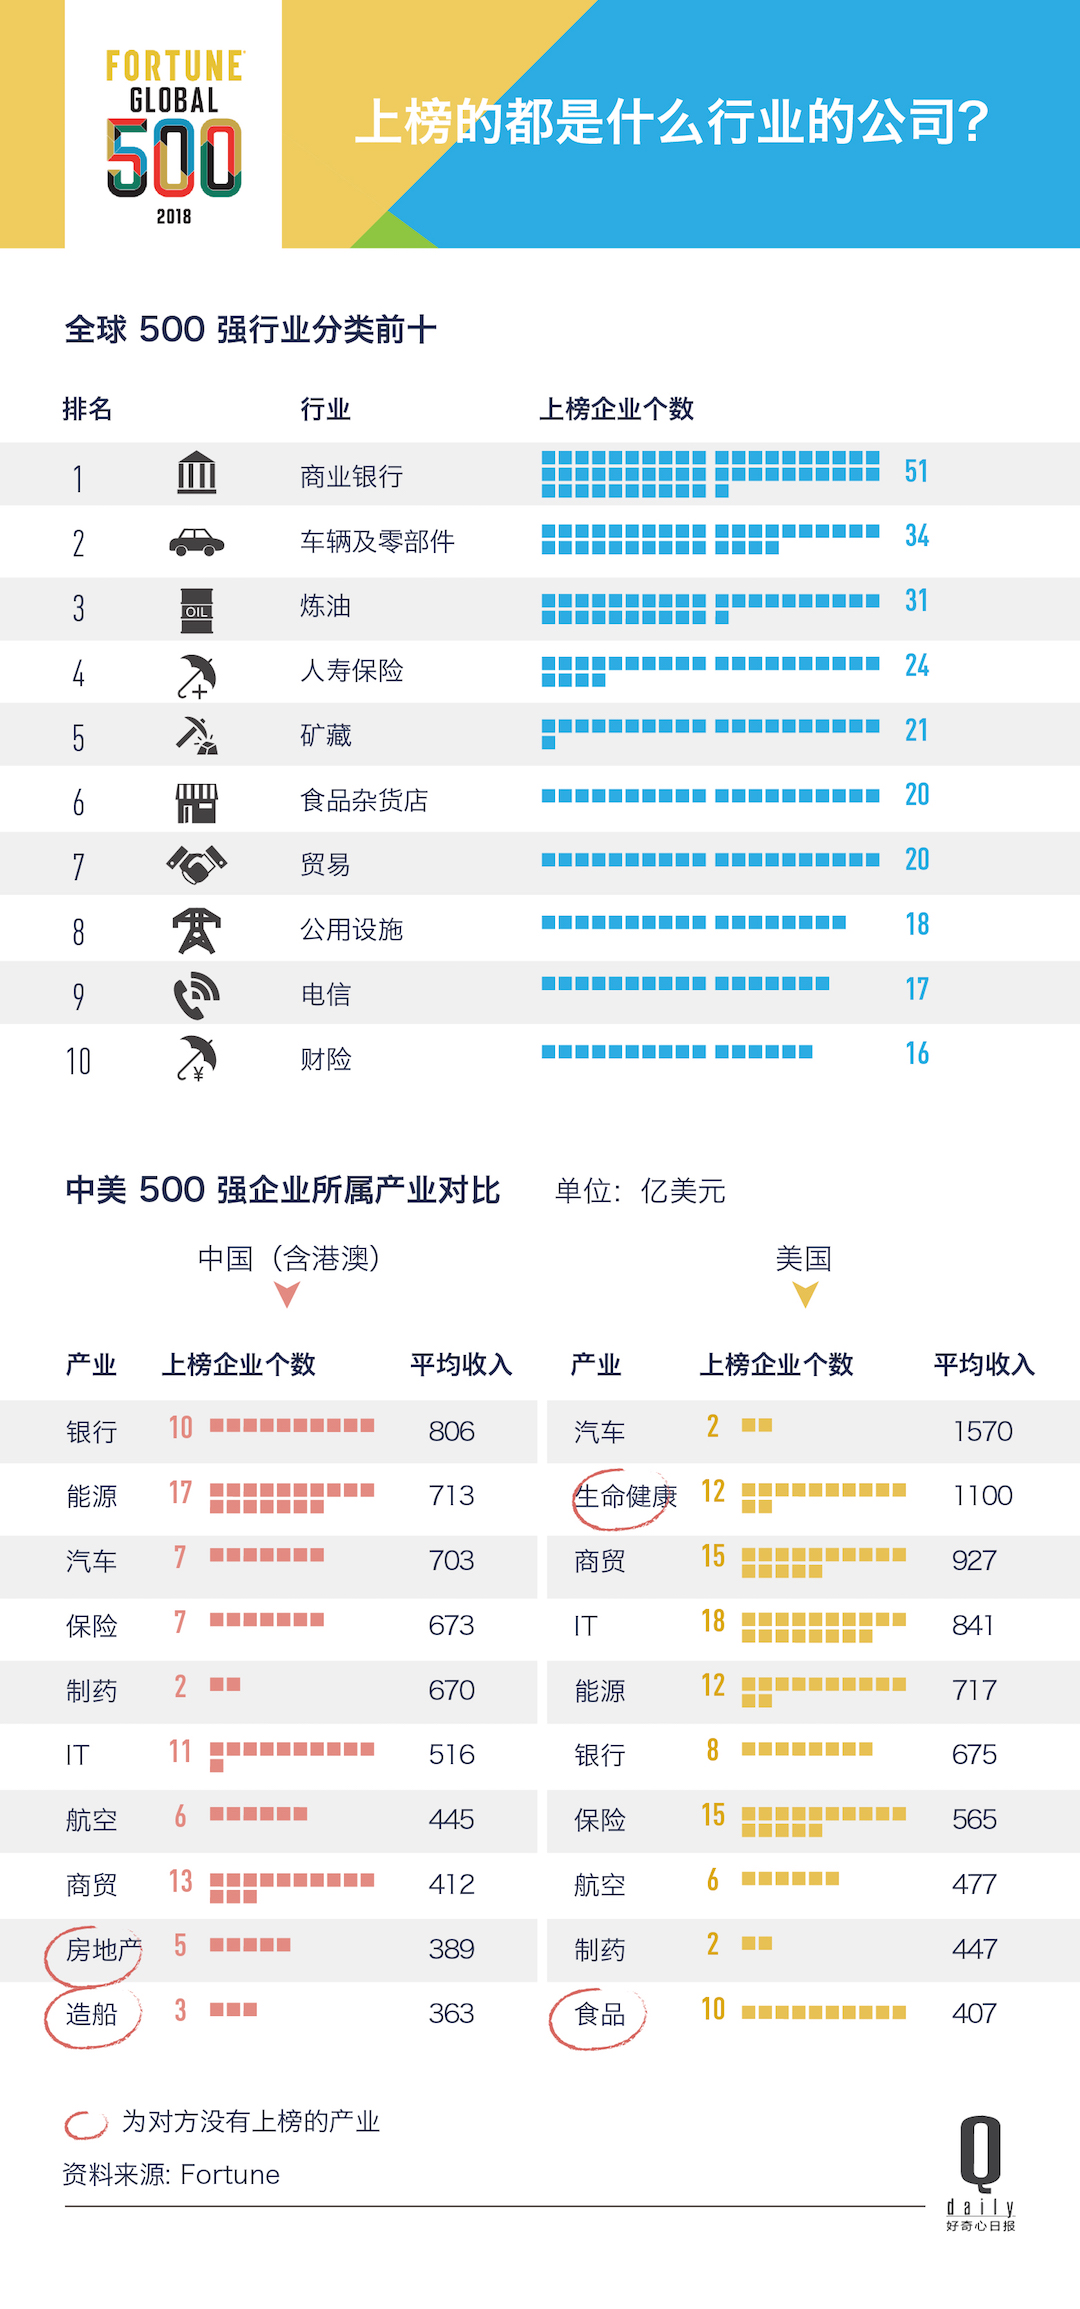 FORTUNE
GLOBAL
500
2018
上榜的都是什么行业的公司?
全球 500 强行业分类前十
排名 行业 上榜企业个数
1 商业银行 51
2 车辆及零部件 34
3 OIL 炼油 31
4 人寿保险 24
5 矿藏 21
6 食品杂货店 20
7 贸易 20
8 公用设施 18
9 电信 17
10 ¥ 财险 16
中美 500 强企业所属产业对比 单位：亿美元
中国（含港澳） 美国
产业 上榜企业个数 平均收入 产业 上榜企业个数 平均收入
银行 10 806 汽车 2 1570
能源 17 713 生命健康 12 1100
汽车 7 703 商贸 15 927
保险 7 673 IT 18 841
制药 2 670 能源 12 717
IT 11 516 银行 8 675
航空 6 445 保险 15 565
商贸 13 412 航空 6 477
房地产 5 389 制药 2 447
造船 3 363 食品 10 407
为对方没有上榜的产业
资料来源: Fortune
Q
daily
好奇心日报